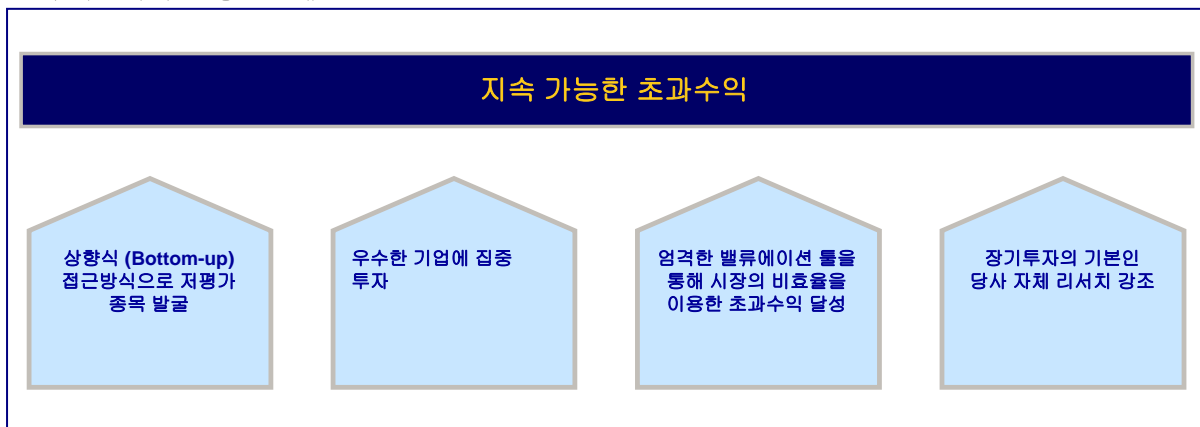 지속 가능한 초과수익
상향식 (Bottom-up)
접근방식으로 저평가
종목 발굴
우수한 기업에 집중
투자
엄격한 밸류에이션 툴을
통해 시장의 비효율을
이용한 초과수익 달성
장기투자의 기본인
당사 자체 리서치 강조